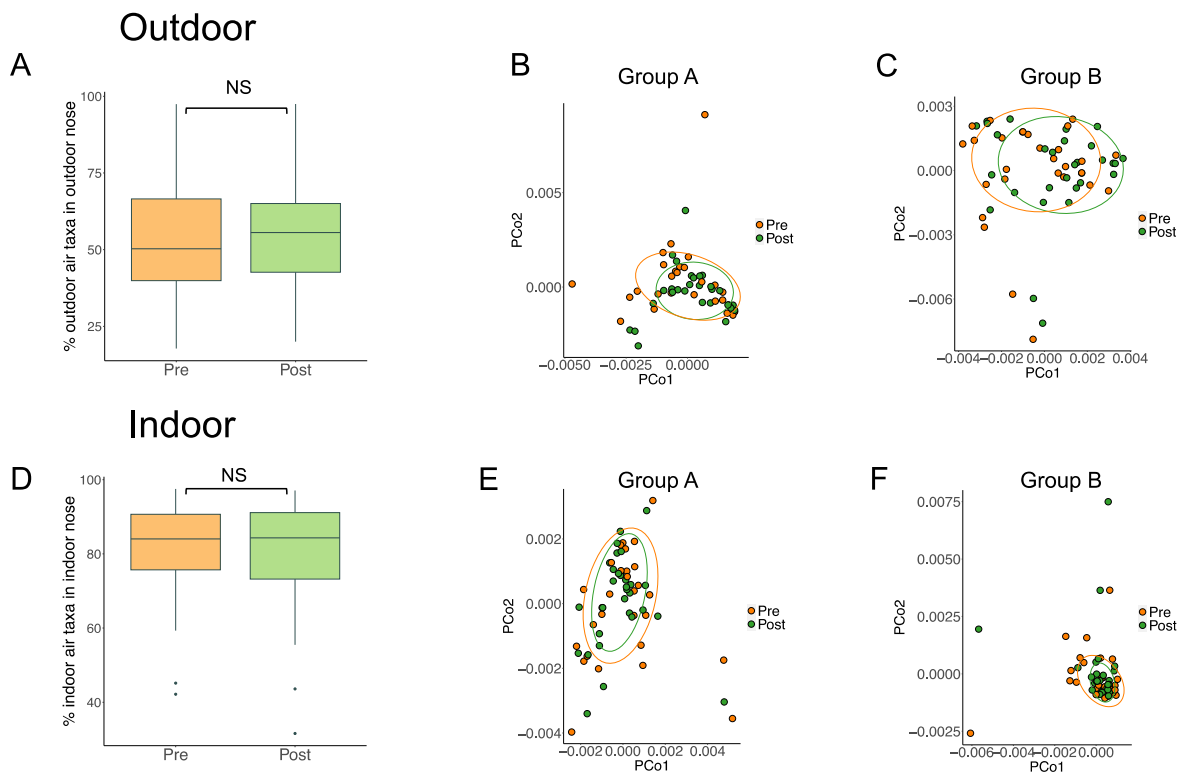 Outdoor
A
NS
% outdoor air taxa in outdoor nose
100
75
50
25
Pre
Post
B
Group A
PCo2
0.005
0.000
−0.0050
−0.0025
0.0000
PCo1
Pre
Post
C
Group B
PCo2
0.003
0.000
−0.003
−0.006
−0.004
−0.002
0.000
0.002
0.004
PCo1
Pre
Post
Indoor
D
NS
% indoor air taxa in indoor nose
100
80
60
40
Pre
Post
E
Group A
PCo2
0.002
0.000
−0.002
−0.004
−0.002
0.000
0.002
0.004
PCo1
Pre
Post
F
Group B
PCo2
0.0075
0.0050
0.0025
0.0000
−0.0025
−0.006
−0.004
−0.002
0.000
PCo1
Pre
Post